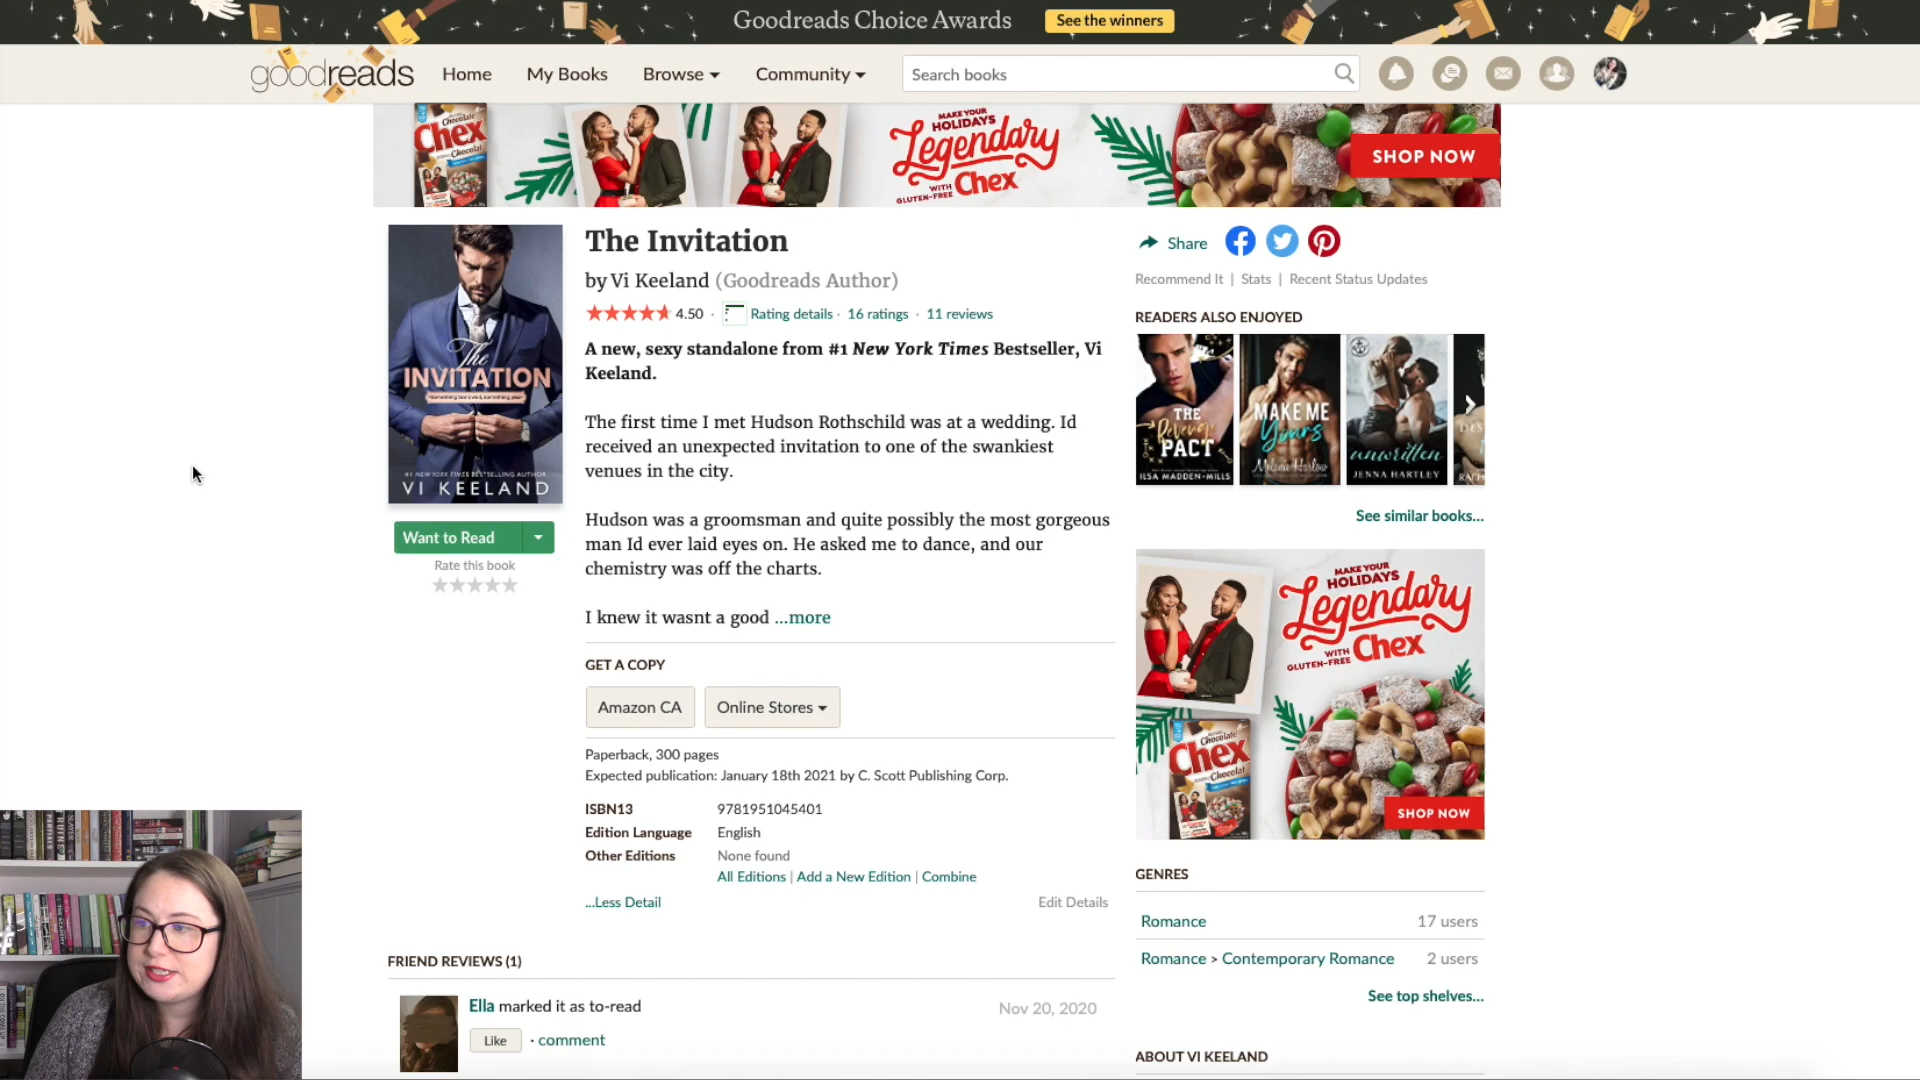 Goodreads Choice Awards
See the winners
goodreads
Home
My Books
Browse
Community
Search books
Chocolate
Chex
MAKE YOUR
HOLIDAYS
Legendary
WITH
GLUTEN-FREE
Chex
SHOP NOW
The
INVITATION
#1 NEW YORK TIMES BESTSELLING AUTHOR
VI KEELAND
Want to Read
Rate this book
The Invitation
by Vi Keeland (Goodreads Author)
4.50 · Rating details · 16 ratings · 11 reviews
A new, sexy standalone from #1 New York Times Bestseller, Vi
Keeland.
The first time I met Hudson Rothschild was at a wedding. Id
received an unexpected invitation to one of the swankiest
venues in the city.
Hudson was a groomsman and quite possibly the most gorgeous
man Id ever laid eyes on. He asked me to dance, and our
chemistry was off the charts.
I knew it wasnt a good ...more
GET A COPY
Amazon CA
Online Stores
Paperback, 300 pages
Expected publication: January 18th 2021 by C. Scott Publishing Corp.
ISBN13 9781951045401
Edition Language English
Other Editions None found
All Editions | Add a New Edition | Combine
...Less Detail
Edit Details
FRIEND REVIEWS (1)
Ella marked it as to-read
Nov 20, 2020
Like · comment
Share
Recommend It | Stats | Recent Status Updates
READERS ALSO ENJOYED
THE
Revenge
PACT
ILSA MADDEN-MILLS
MAKE ME
Yours
Melanie Harlow
unwritten
JENNA HARTLEY
See similar books...
MAKE YOUR
HOLIDAYS
Legendary
WITH
GLUTEN-FREE
Chex
Chocolate
Chex
Chocolat
SHOP NOW
GENRES
Romance 17 users
Romance > Contemporary Romance 2 users
See top shelves...
ABOUT VI KEELAND